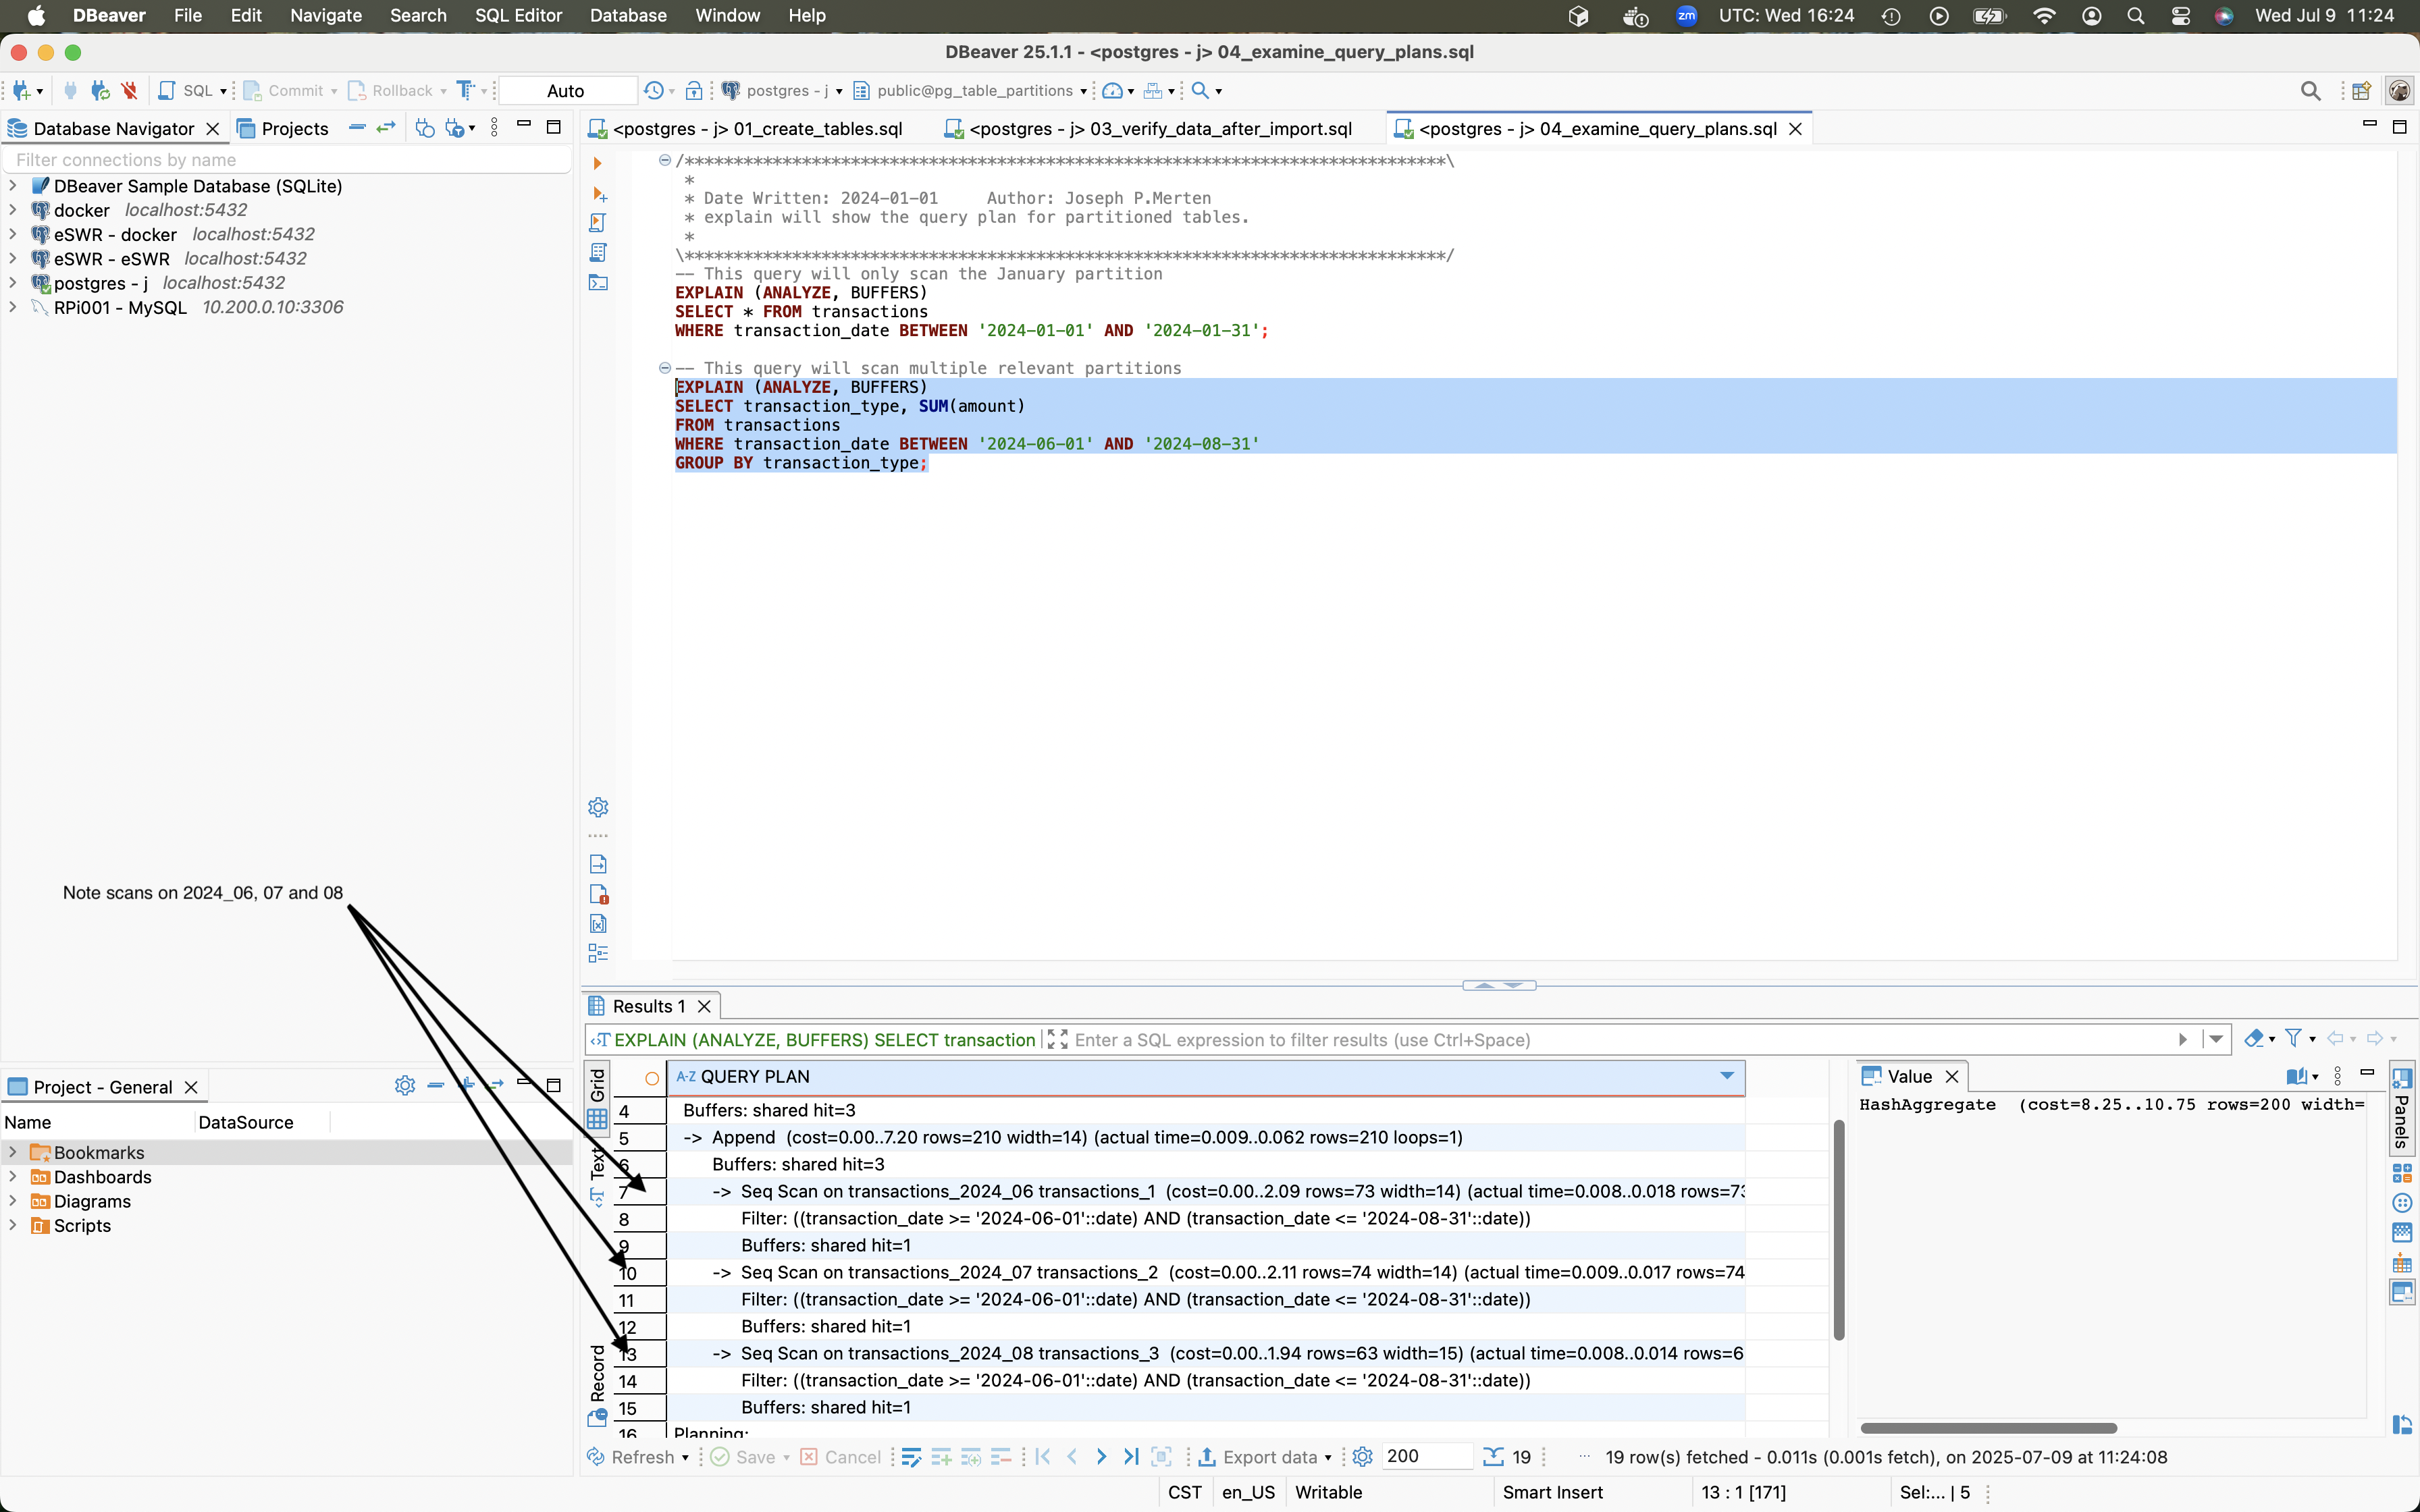 DBeaver File Edit Navigate Search SQL Editor Database Window Help
zm UTC: Wed 16:24 Wed Jul 9 11:24
DBeaver 25.1.1 - <postgres - j> 04_examine_query_plans.sql
SQL Commit Rollback Auto postgres - j public@pg_table_partitions
Database Navigator Projects
Filter connections by name
DBeaver Sample Database (SQLite)
docker localhost:5432
eSWR - docker localhost:5432
eSWR - eSWR localhost:5432
postgres - j localhost:5432
RPi001 - MySQL 10.200.0.10:3306
Note scans on 2024_06, 07 and 08
<postgres - j> 01_create_tables.sql <postgres - j> 03_verify_data_after_import.sql <postgres - j> 04_examine_query_plans.sql
/******************************************************************************\
*
* Date Written: 2024-01-01 Author: Joseph P.Merten
* explain will show the query plan for partitioned tables.
*
\******************************************************************************/
-- This query will only scan the January partition
EXPLAIN (ANALYZE, BUFFERS)
SELECT * FROM transactions
WHERE transaction_date BETWEEN '2024-01-01' AND '2024-01-31';
-- This query will scan multiple relevant partitions
EXPLAIN (ANALYZE, BUFFERS)
SELECT transaction_type, SUM(amount)
FROM transactions
WHERE transaction_date BETWEEN '2024-06-01' AND '2024-08-31'
GROUP BY transaction_type;
Project - General
Name DataSource
Bookmarks
Dashboards
Diagrams
Scripts
Results 1
EXPLAIN (ANALYZE, BUFFERS) SELECT transaction Enter a SQL expression to filter results (use Ctrl+Space)
Grid
Text
Record
A-Z QUERY PLAN
4 Buffers: shared hit=3
5 -> Append (cost=0.00..7.20 rows=210 width=14) (actual time=0.009..0.062 rows=210 loops=1)
6 Buffers: shared hit=3
7 -> Seq Scan on transactions_2024_06 transactions_1 (cost=0.00..2.09 rows=73 width=14) (actual time=0.008..0.018 rows=73
8 Filter: ((transaction_date >= '2024-06-01'::date) AND (transaction_date <= '2024-08-31'::date))
9 Buffers: shared hit=1
10 -> Seq Scan on transactions_2024_07 transactions_2 (cost=0.00..2.11 rows=74 width=14) (actual time=0.009..0.017 rows=74
11 Filter: ((transaction_date >= '2024-06-01'::date) AND (transaction_date <= '2024-08-31'::date))
12 Buffers: shared hit=1
13 -> Seq Scan on transactions_2024_08 transactions_3 (cost=0.00..1.94 rows=63 width=15) (actual time=0.008..0.014 rows=6
14 Filter: ((transaction_date >= '2024-06-01'::date) AND (transaction_date <= '2024-08-31'::date))
15 Buffers: shared hit=1
16 Planning:
Value
HashAggregate (cost=8.25..10.75 rows=200 width=
Panels
Refresh Save Cancel Export data 200 19 ... 19 row(s) fetched - 0.011s (0.001s fetch), on 2025-07-09 at 11:24:08
CST en_US Writable Smart Insert 13 : 1 [171] Sel:... | 5